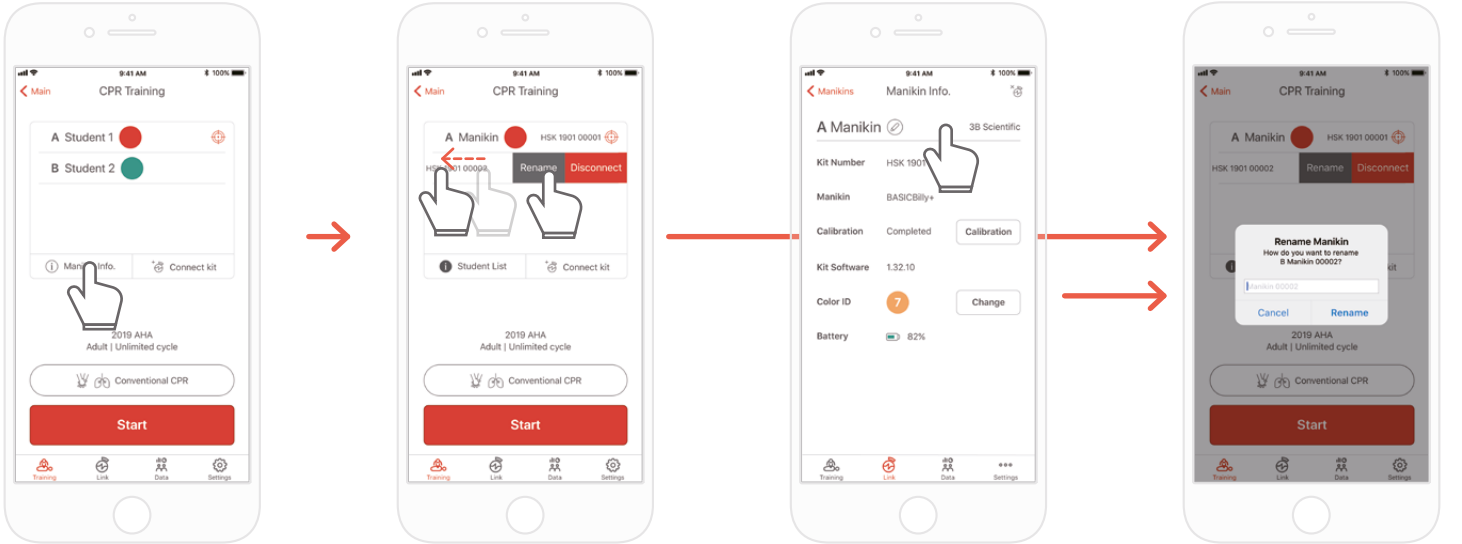 9:41 AM 100%
Main CPR Training
A Student 1
B Student 2
Manikin Info. Connect kit
2019 AHA
Adult | Unlimited cycle
Conventional CPR
Start
Training Link Data Settings
9:41 AM 100%
Main CPR Training
A Manikin HSK 1901 00001
HSK 1901 00002 Rename Disconnect
Student List Connect kit
2019 AHA
Adult | Unlimited cycle
Conventional CPR
Start
Training Link Data Settings
9:41 AM 100%
Manikins Manikin Info.
A Manikin 3B Scientific
Kit Number HSK 1901
Manikin BASICBilly+
Calibration Completed Calibration
Kit Software 1.32.10
Color ID 7 Change
Battery 82%
Training Link Data Settings
9:41 AM 100%
Main CPR Training
A Manikin HSK 1901 00001
HSK 1901 00002 Rename Disconnect
Rename Manikin
How do you want to rename
B Manikin 00002?
Manikin 00002
Cancel Rename
kit
2019 AHA
Adult | Unlimited cycle
Conventional CPR
Start
Training Link Data Settings